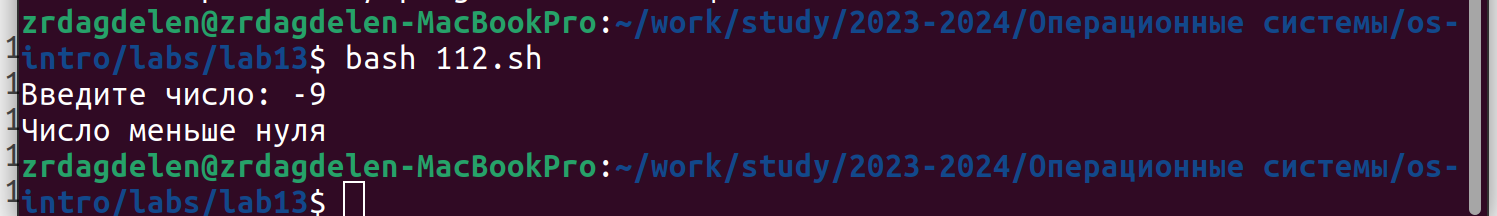 zrdagdelen@zrdagdelen-MacBookPro:~/work/study/2023-2024/Операционные системы/os-
intro/labs/lab13$ bash 112.sh
Введите число: -9
Число меньше нуля
zrdagdelen@zrdagdelen-MacBookPro:~/work/study/2023-2024/Операционные системы/os-
intro/labs/lab13$